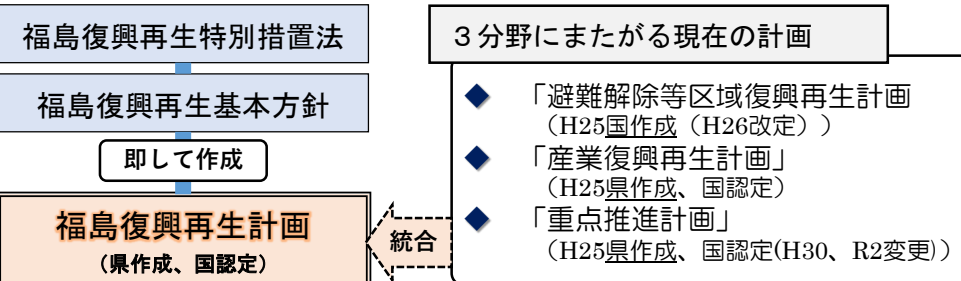 福島復興再生特別措置法
福島復興再生基本方針
即して作成
福島復興再生計画
（県作成、国認定）
統合
３分野にまたがる現在の計画
◆ 「避難解除等区域復興再生計画
（H25国作成（H26改定））
◆ 「産業復興再生計画」
（H25県作成、国認定）
◆ 「重点推進計画」
（H25県作成、国認定(H30、R2変更)）